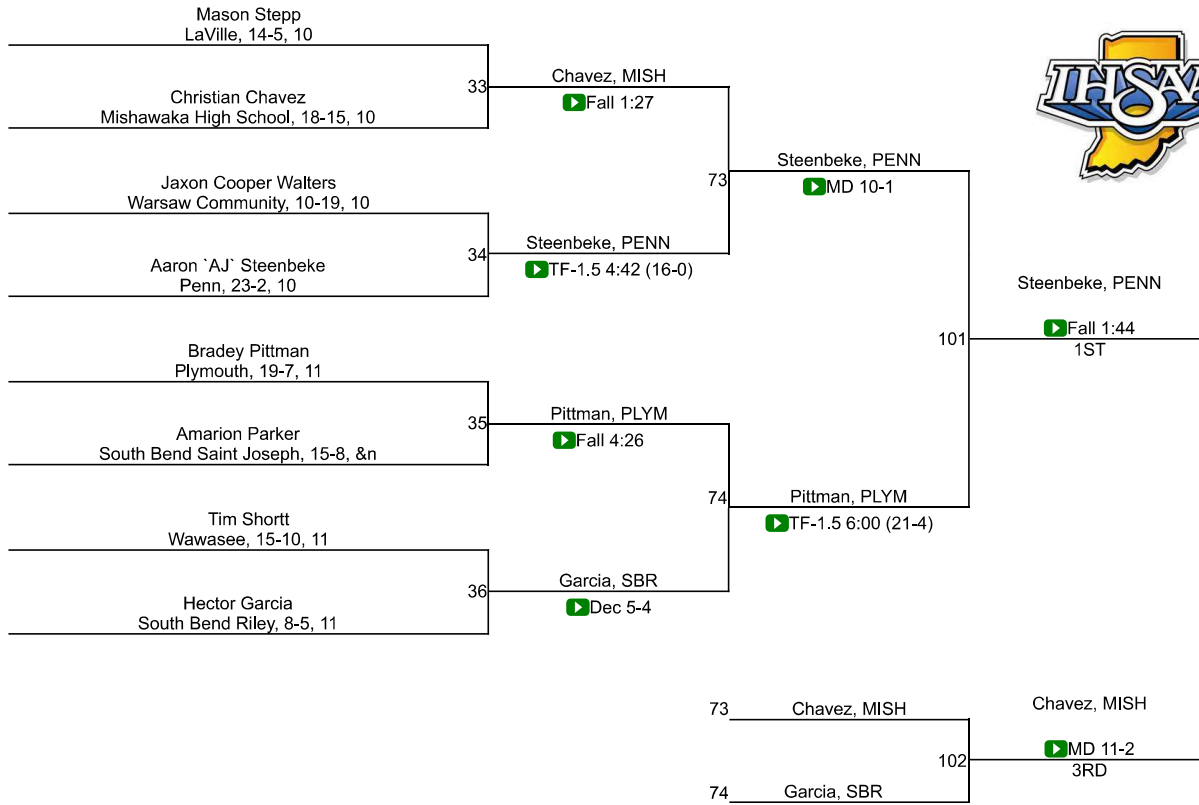 Mason Stepp
LaVille, 14-5, 10
33
Christian Chavez
Mishawaka High School, 18-15, 10
Chavez, MISH
Fall 1:27
Jaxon Cooper Walters
Warsaw Community, 10-19, 10
34
Aaron `AJ` Steenbeke
Penn, 23-2, 10
Steenbeke, PENN
TF-1.5 4:42 (16-0)
73
Steenbeke, PENN
MD 10-1
Bradey Pittman
Plymouth, 19-7, 11
35
Amarion Parker
South Bend Saint Joseph, 15-8, &n
Pittman, PLYM
Fall 4:26
Tim Shortt
Wawasee, 15-10, 11
36
Hector Garcia
South Bend Riley, 8-5, 11
Garcia, SBR
Dec 5-4
74
Pittman, PLYM
TF-1.5 6:00 (21-4)
101
Steenbeke, PENN
Fall 1:44
1ST
73
Chavez, MISH
74
Garcia, SBR
102
Chavez, MISH
MD 11-2
3RD
IHSAA